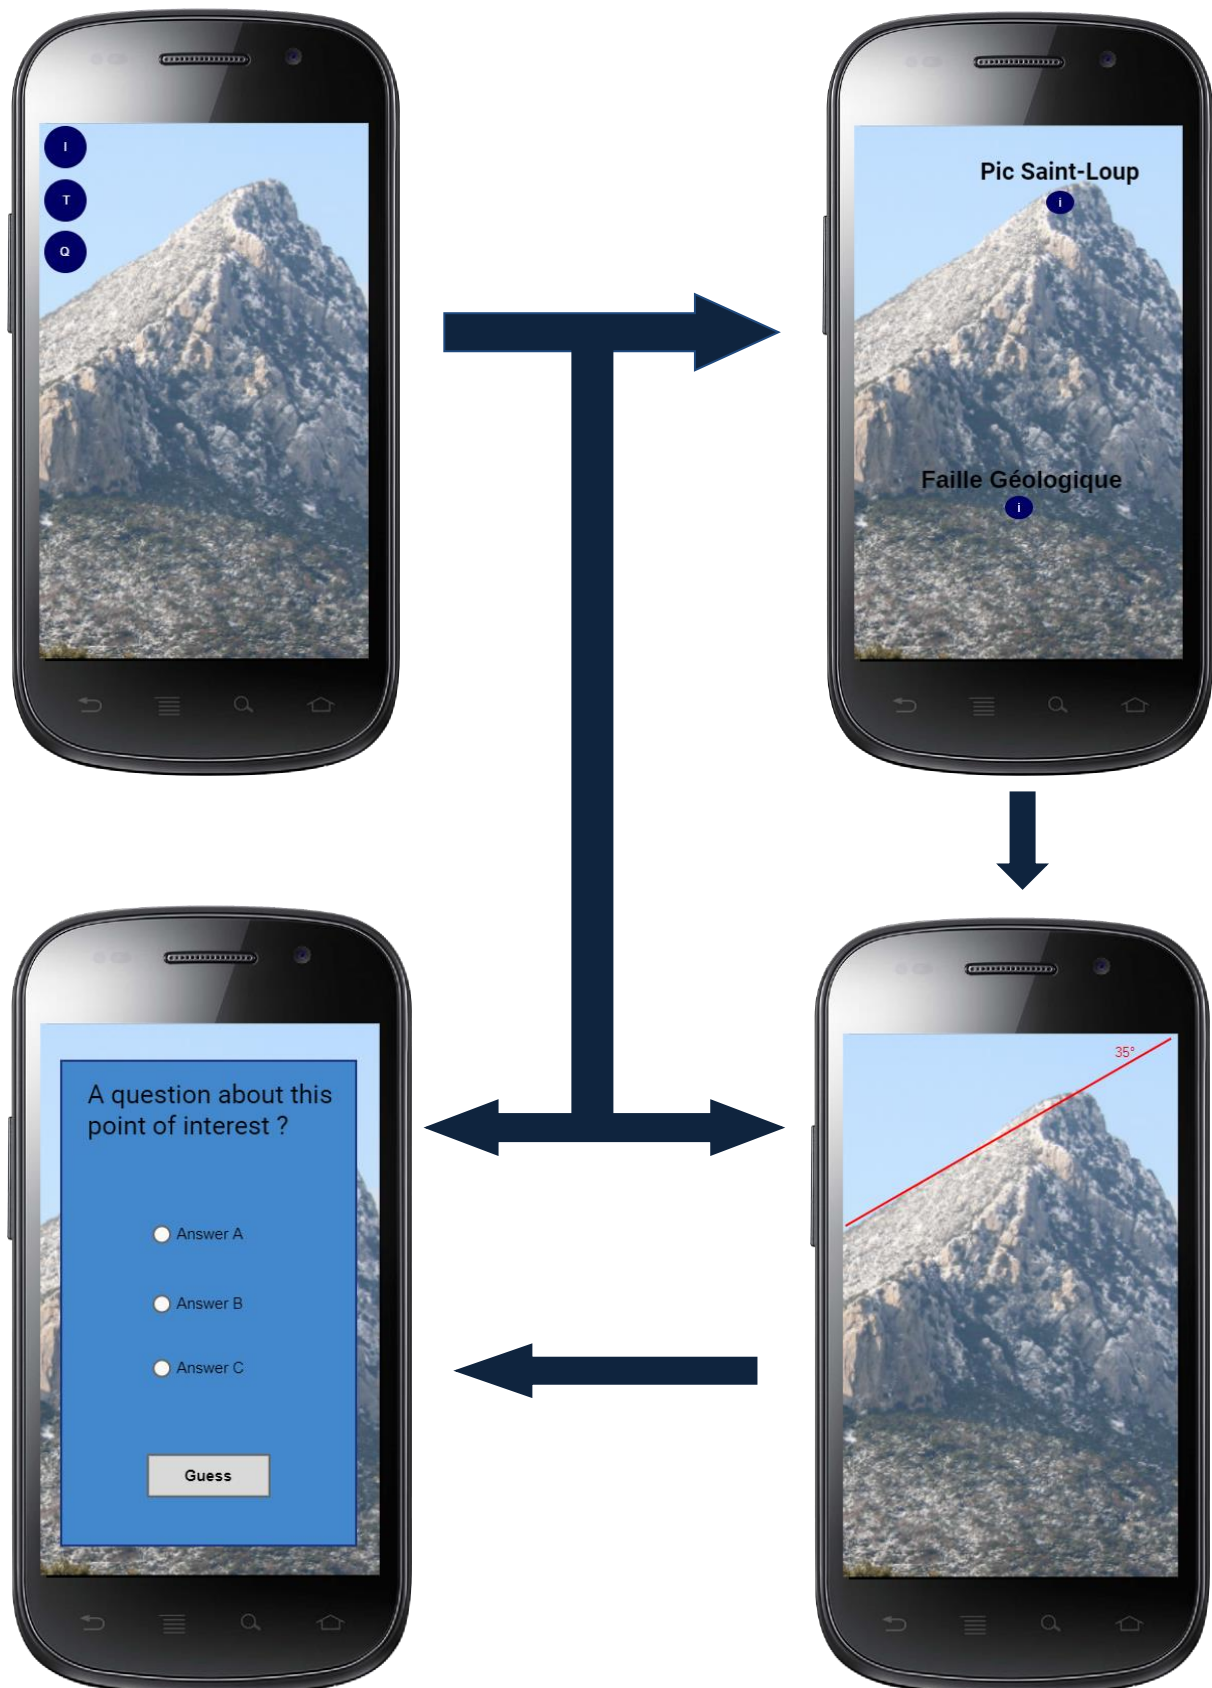 I
T
Q
Pic Saint-Loup
i
Faille Géologique
i
A question about this
point of interest ?
Answer A
Answer B
Answer C
Guess
35°